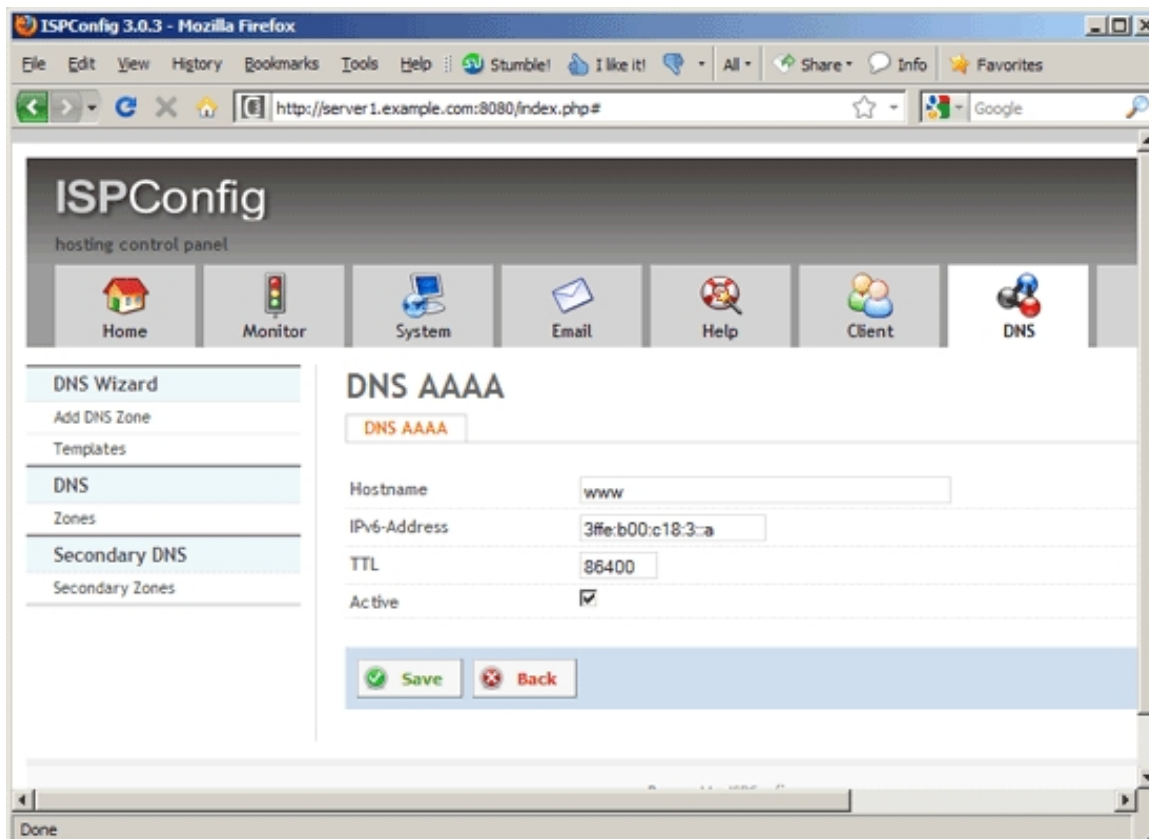 ISPConfig 3.0.3 - Mozilla Firefox
File Edit View History Bookmarks Tools Help Stumble! I like it! All Share Info Favorites
http://server1.example.com:8080/index.php# Google
ISPConfig
hosting control panel
Home Monitor System Email Help Client DNS
DNS Wizard
Add DNS Zone
Templates
DNS
Zones
Secondary DNS
Secondary Zones
DNS AAAA
DNS AAAA
Hostname www
IPv6-Address 3ffe:b00:c18:3::a
TTL 86400
Active
Save Back
Done